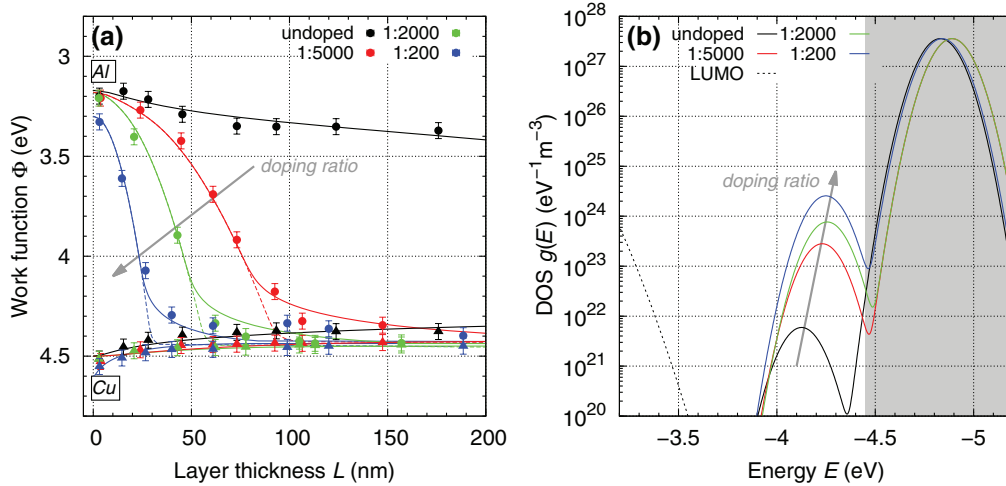 (a)
undoped 1:2000
1:5000 1:200
Al
doping ratio
Cu
3
3.5
4
4.5
Work function Φ (eV)
0 50 100 150 200
Layer thickness L (nm)
(b)
undoped 1:2000
1:5000 1:200
LUMO
doping ratio
10^28
10^27
10^26
10^25
10^24
10^23
10^22
10^21
10^20
DOS g(E) (eV⁻¹m⁻³)
−3.5 −4 −4.5 −5
Energy E (eV)